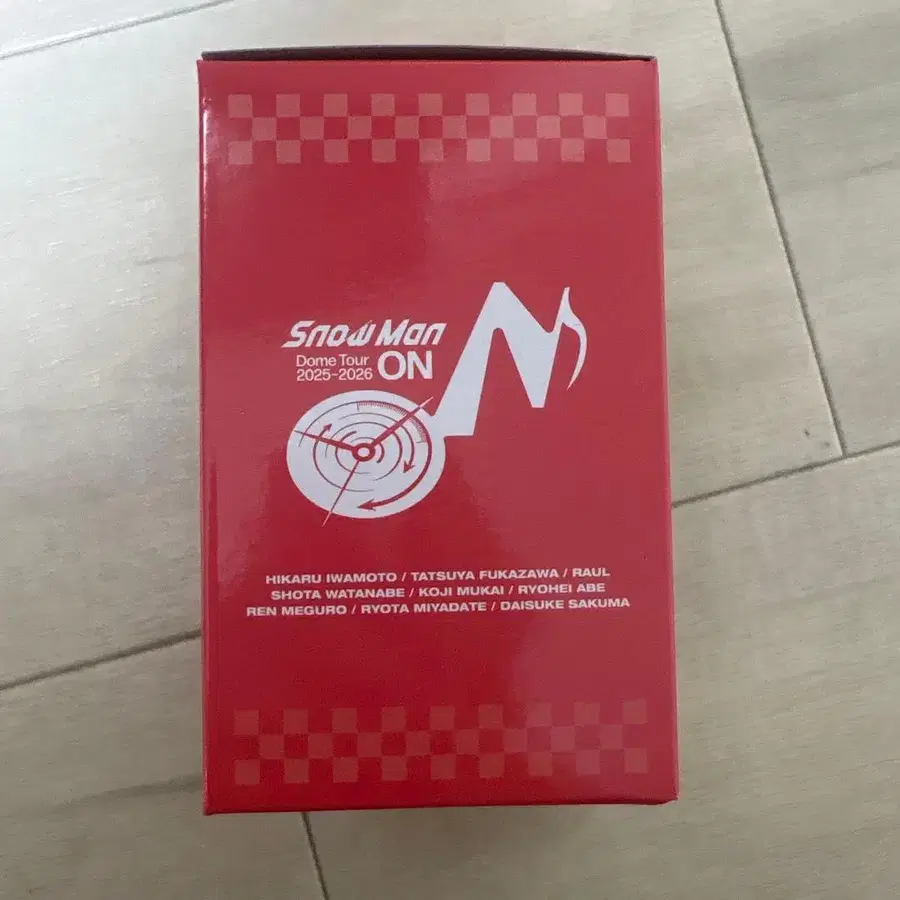 Snow Man
Dome Tour
2025-2026 ON
HIKARU IWAMOTO / TATSUYA FUKAZAWA / RAUL
SHOTA WATANABE / KOJI MUKAI / RYOHEI ABE
REN MEGURO / RYOTA MIYADATE / DAISUKE SAKUMA